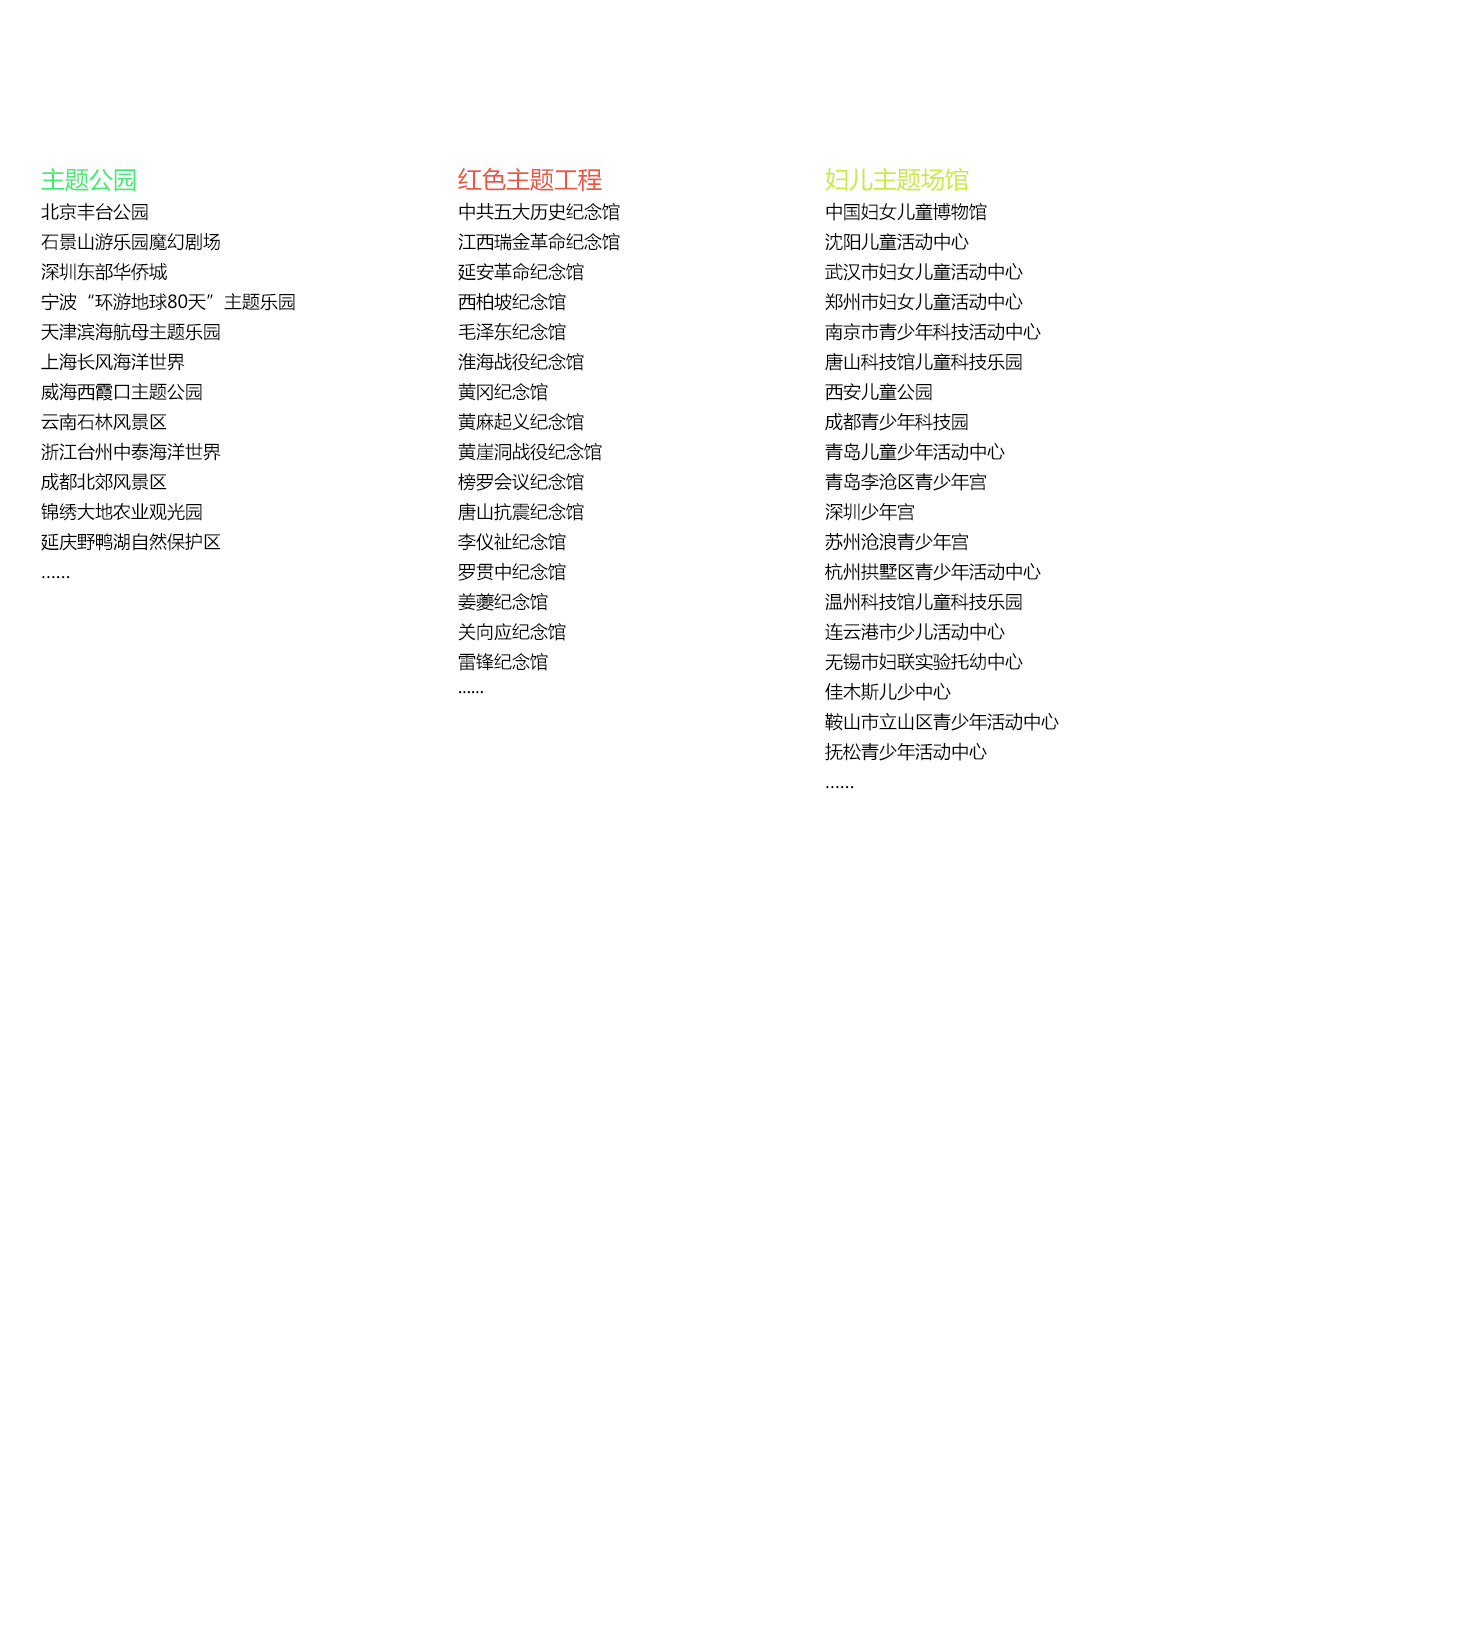 主题公园
北京丰台公园
石景山游乐园魔幻剧场
深圳东部华侨城
宁波“环游地球80天”主题乐园
天津滨海航母主题乐园
上海长风海洋世界
威海西霞口主题公园
云南石林风景区
浙江台州中泰海洋世界
成都北郊风景区
锦绣大地农业观光园
延庆野鸭湖自然保护区
......
红色主题工程
中共五大历史纪念馆
江西瑞金革命纪念馆
延安革命纪念馆
西柏坡纪念馆
毛泽东纪念馆
淮海战役纪念馆
黄冈纪念馆
黄麻起义纪念馆
黄崖洞战役纪念馆
榜罗会议纪念馆
唐山抗震纪念馆
李仪祉纪念馆
罗贯中纪念馆
姜夔纪念馆
关向应纪念馆
雷锋纪念馆
......
妇儿主题场馆
中国妇女儿童博物馆
沈阳儿童活动中心
武汉市妇女儿童活动中心
郑州市妇女儿童活动中心
南京市青少年科技活动中心
唐山科技馆儿童科技乐园
西安儿童公园
成都青少年科技园
青岛儿童少年活动中心
青岛李沧区青少年宫
深圳少年宫
苏州沧浪青少年宫
杭州拱墅区青少年活动中心
温州科技馆儿童科技乐园
连云港市少儿活动中心
无锡市妇联实验托幼中心
佳木斯儿少中心
鞍山市立山区青少年活动中心
抚松青少年活动中心
......